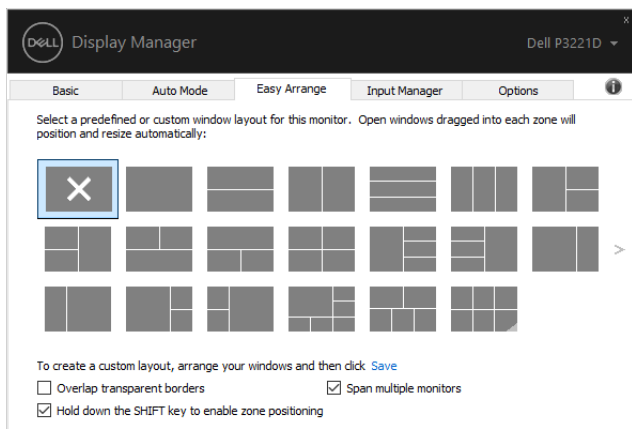 DELL Display Manager Dell P3221D
Basic Auto Mode Easy Arrange Input Manager Options
Select a predefined or custom window layout for this monitor. Open windows dragged into each zone will
position and resize automatically:
To create a custom layout, arrange your windows and then click Save
Overlap transparent borders Span multiple monitors
Hold down the SHIFT key to enable zone positioning